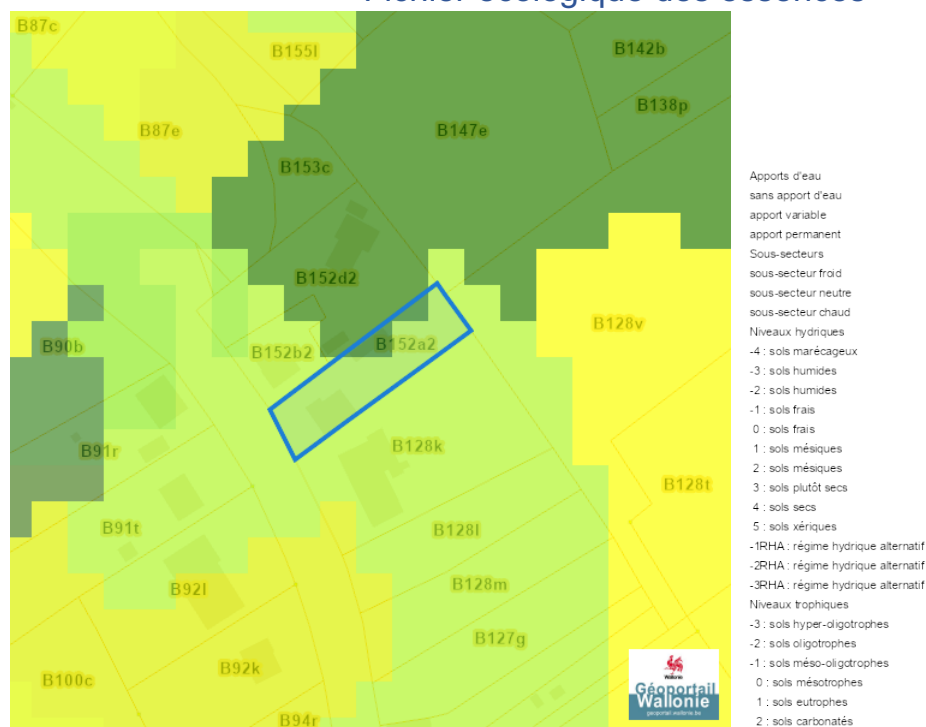 Fichier écologique des essences
B87c
B155l
B142b
B138p
B87e
B147e
B153c
B152d2
B128v
B90b
B152b2
B152a2
B91r
B128k
B128t
B91t
B128l
B92l
B128m
B127g
B92k
B100c
B94r
Wallonie
Géoportail
Wallonie
geoportail.wallonie.be
Apports d'eau
sans apport d'eau
apport variable
apport permanent
Sous-secteurs
sous-secteur froid
sous-secteur neutre
sous-secteur chaud
Niveaux hydriques
-4 : sols marécageux
-3 : sols humides
-2 : sols humides
-1 : sols frais
0 : sols frais
1 : sols mésiques
2 : sols mésiques
3 : sols plutôt secs
4 : sols secs
5 : sols xériques
-1RHA : régime hydrique alternatif
-2RHA : régime hydrique alternatif
-3RHA : régime hydrique alternatif
Niveaux trophiques
-3 : sols hyper-oligotrophes
-2 : sols oligotrophes
-1 : sols méso-oligotrophes
0 : sols mésotrophes
1 : sols eutrophes
2 : sols carbonatés